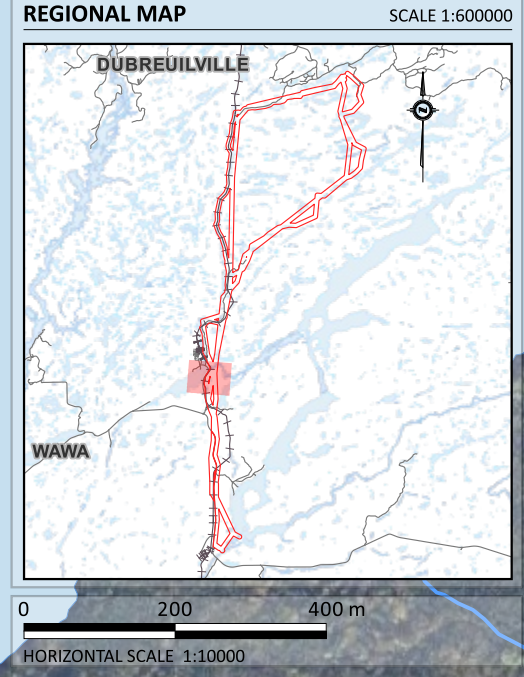 REGIONAL MAP SCALE 1:600000
DUBREUILVILLE
WAWA
0 200 400 m
HORIZONTAL SCALE 1:10000